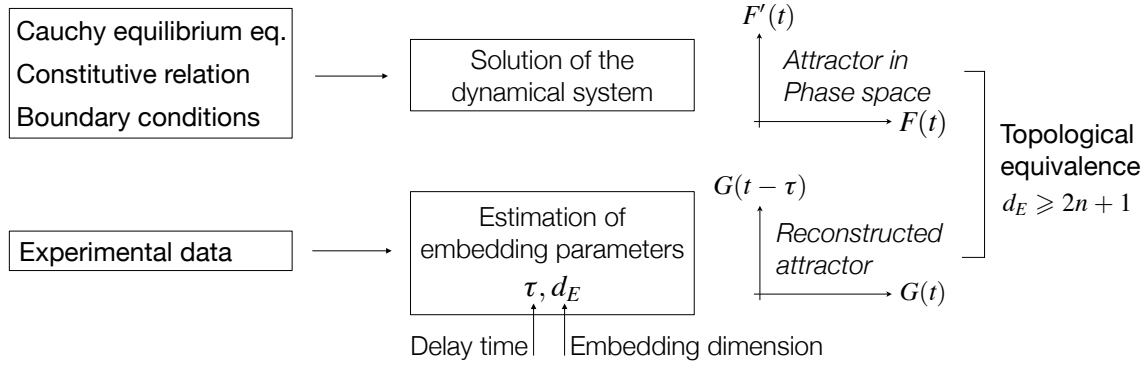 Cauchy equilibrium eq.
Constitutive relation
Boundary conditions
Solution of the
dynamical system
F′(t)
Attractor in
Phase space
F(t)
Topological
equivalence
d_E ⩾ 2n + 1
Experimental data
Estimation of
embedding parameters
τ, d_E
Delay time
Embedding dimension
G(t − τ)
Reconstructed
attractor
G(t)